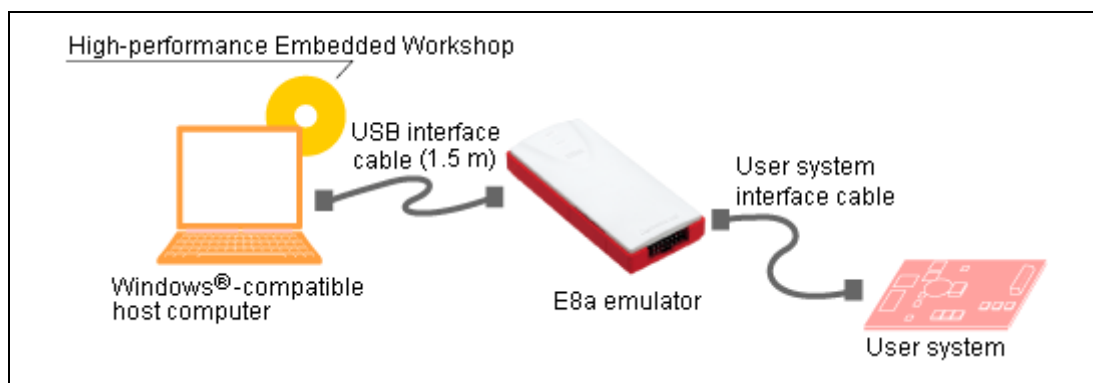 High-performance Embedded Workshop
USB interface
cable (1.5 m)
User system
interface cable
Windows®-compatible
host computer
E8a emulator
User system